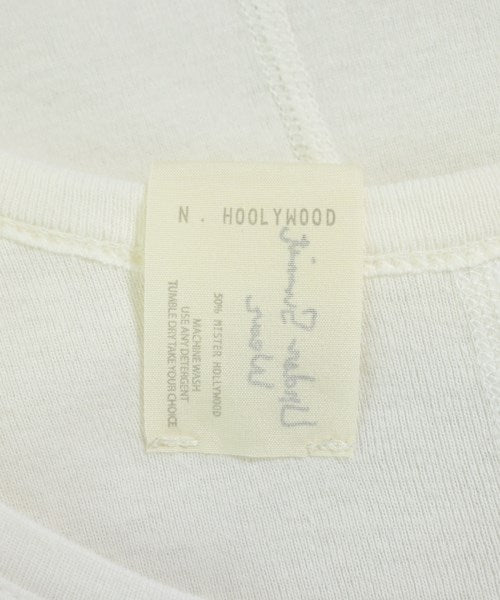 N. HOOLYWOOD
50% MISTER HOLLYWOOD
MACHINE WASH
USE ANY DETERGENT
TUMBLE DRY TAKE YOUR CHOICE